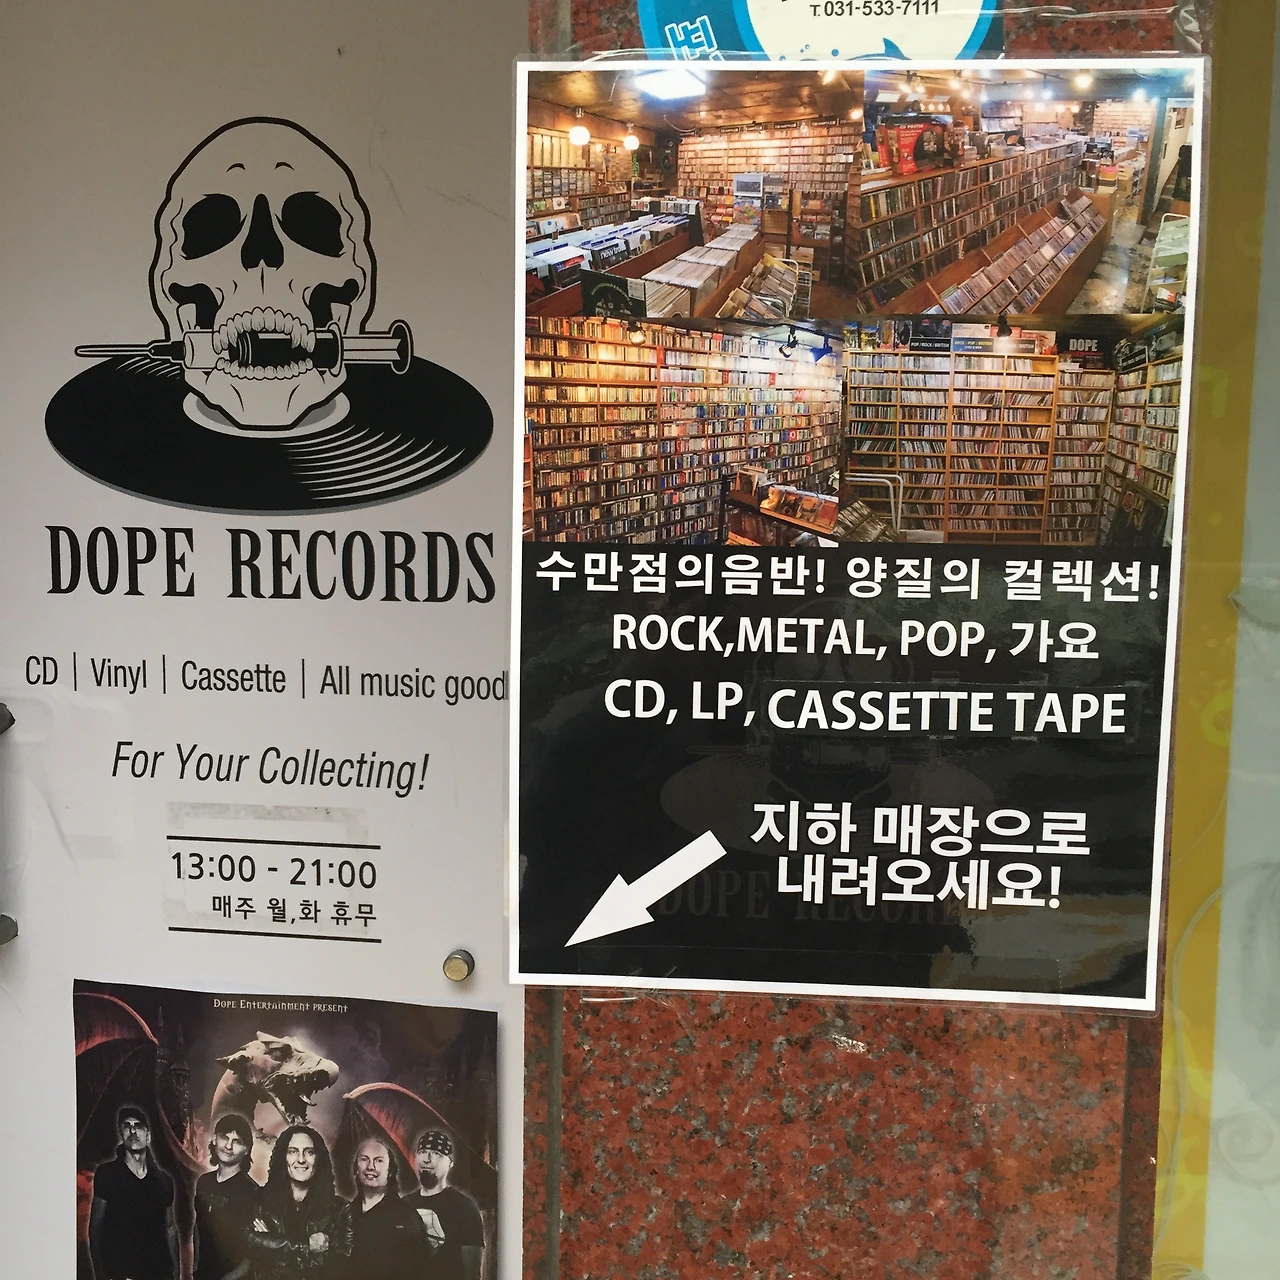 T. 031-533-7111
DOPE RECORDS
CD | Vinyl | Cassette | All music good
For Your Collecting!
13:00 - 21:00
매주 월,화 휴무
DOPE ENTERTAINMENT PRESENT
DOPE
수만점의음반! 양질의 컬렉션!
ROCK,METAL, POP, 가요
CD, LP, CASSETTE TAPE
지하 매장으로
내려오세요!